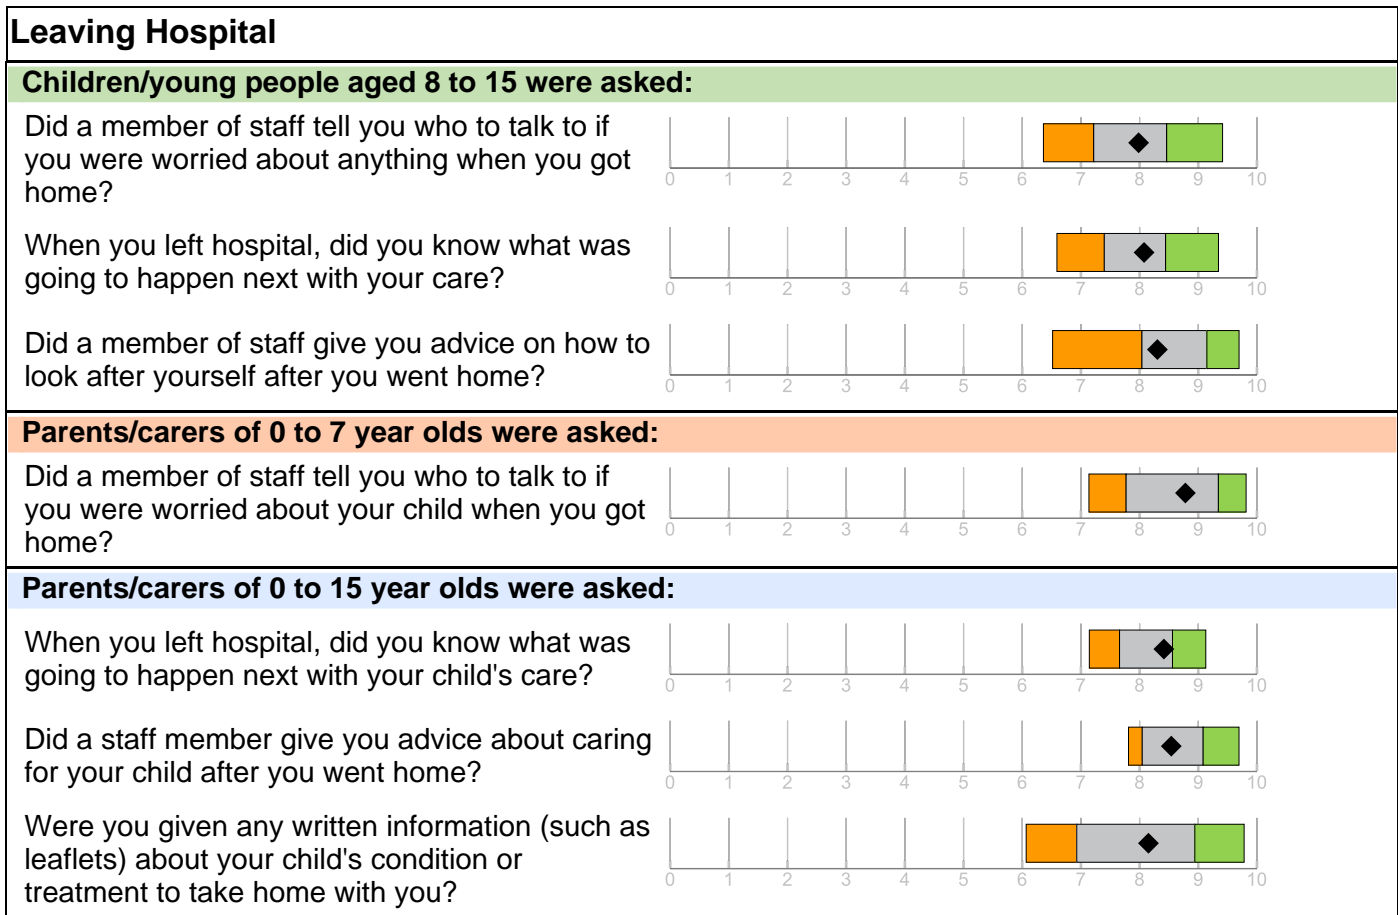 Leaving Hospital
Children/young people aged 8 to 15 were asked:
Did a member of staff tell you who to talk to if
you were worried about anything when you got
home?
0 1 2 3 4 5 6 7 8 9 10
When you left hospital, did you know what was
going to happen next with your care?
0 1 2 3 4 5 6 7 8 9 10
Did a member of staff give you advice on how to
look after yourself after you went home?
0 1 2 3 4 5 6 7 8 9 10
Parents/carers of 0 to 7 year olds were asked:
Did a member of staff tell you who to talk to if
you were worried about your child when you got
home?
0 1 2 3 4 5 6 7 8 9 10
Parents/carers of 0 to 15 year olds were asked:
When you left hospital, did you know what was
going to happen next with your child's care?
0 1 2 3 4 5 6 7 8 9 10
Did a staff member give you advice about caring
for your child after you went home?
0 1 2 3 4 5 6 7 8 9 10
Were you given any written information (such as
leaflets) about your child's condition or
treatment to take home with you?
0 1 2 3 4 5 6 7 8 9 10